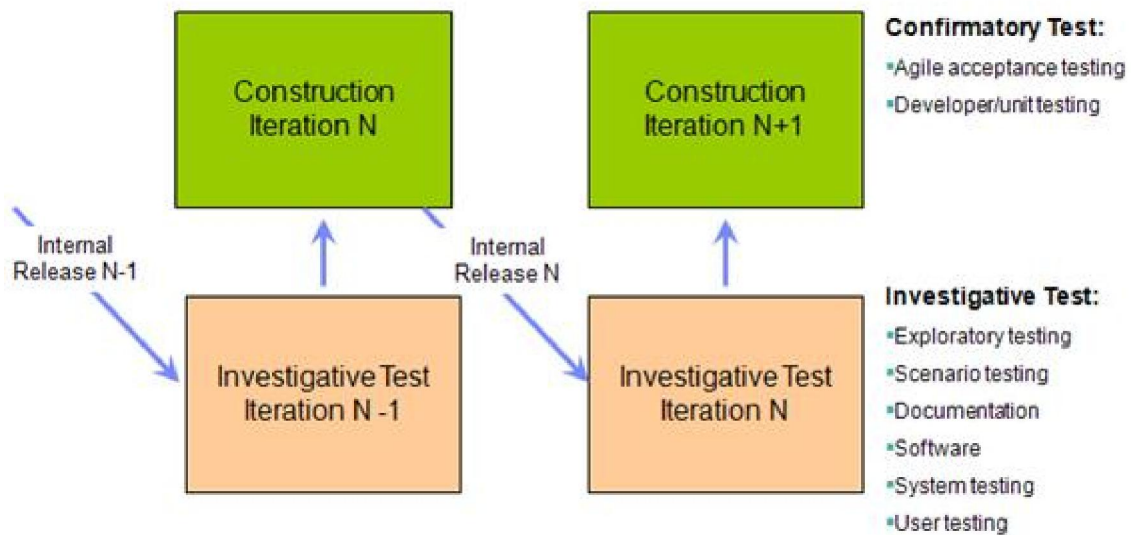 Construction
Iteration N
Construction
Iteration N+1
Confirmatory Test:
▪Agile acceptance testing
▪Developer/unit testing
Internal
Release N-1
Internal
Release N
Investigative Test
Iteration N -1
Investigative Test
Iteration N
Investigative Test:
▪Exploratory testing
▪Scenario testing
▪Documentation
▪Software
▪System testing
▪User testing